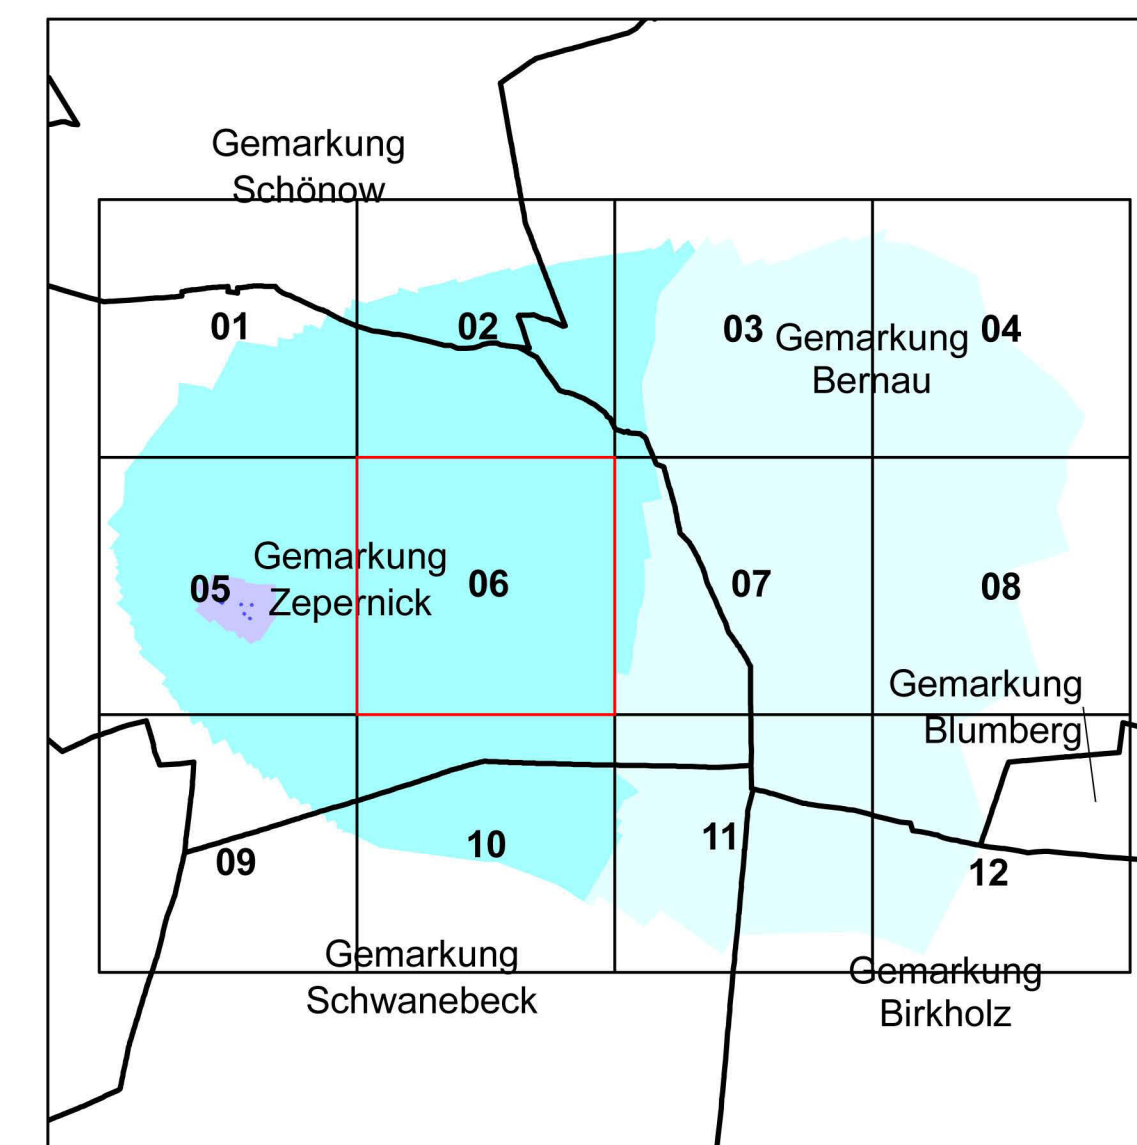 Gemarkung
Schönow
01
02
03
Gemarkung
Bernau
04
05
Gemarkung
Zepernick
06
07
08
Gemarkung
Blumberg
09
10
11
12
Gemarkung
Schwanebeck
Gemarkung
Birkholz